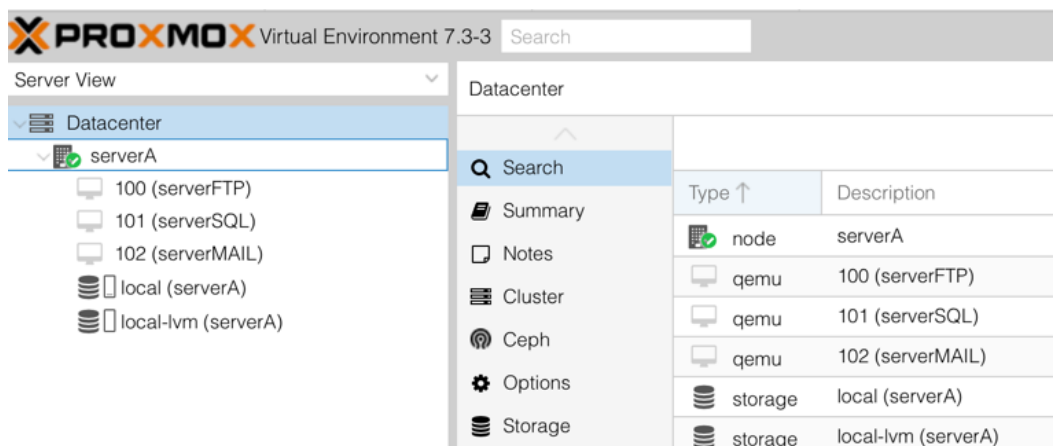 PROXMOX Virtual Environment 7.3-3 Search
Server View
Datacenter
serverA
100 (serverFTP)
101 (serverSQL)
102 (serverMAIL)
local (serverA)
local-lvm (serverA)
Datacenter
Search
Summary
Notes
Cluster
Ceph
Options
Storage
Type Description
node serverA
qemu 100 (serverFTP)
qemu 101 (serverSQL)
qemu 102 (serverMAIL)
storage local (serverA)
storage local-lvm (serverA)